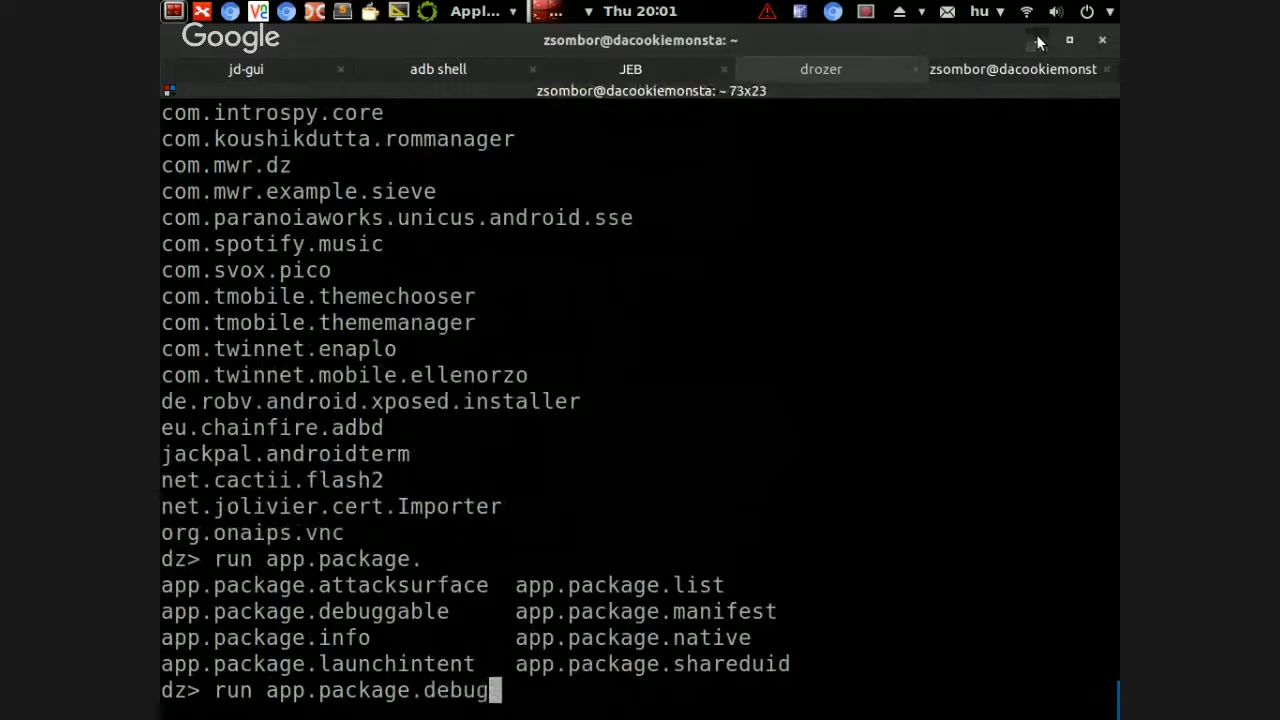 Appl... Thu 20:01 hu
Google
zsombor@dacookiemonsta: ~
jd-gui adb shell JEB drozer zsombor@dacookiemonst
zsombor@dacookiemonsta: ~ 73x23
com.introspy.core
com.koushikdutta.rommanager
com.mwr.dz
com.mwr.example.sieve
com.paranoiaworks.unicus.android.sse
com.spotify.music
com.svox.pico
com.tmobile.themechooser
com.tmobile.thememanager
com.twinnet.enaplo
com.twinnet.mobile.ellenorzo
de.robv.android.xposed.installer
eu.chainfire.adbd
jackpal.androidterm
net.cactii.flash2
net.jolivier.cert.Importer
org.onaips.vnc
dz> run app.package.
app.package.attacksurface app.package.list
app.package.debuggable app.package.manifest
app.package.info app.package.native
app.package.launchintent app.package.shareduid
dz> run app.package.debug